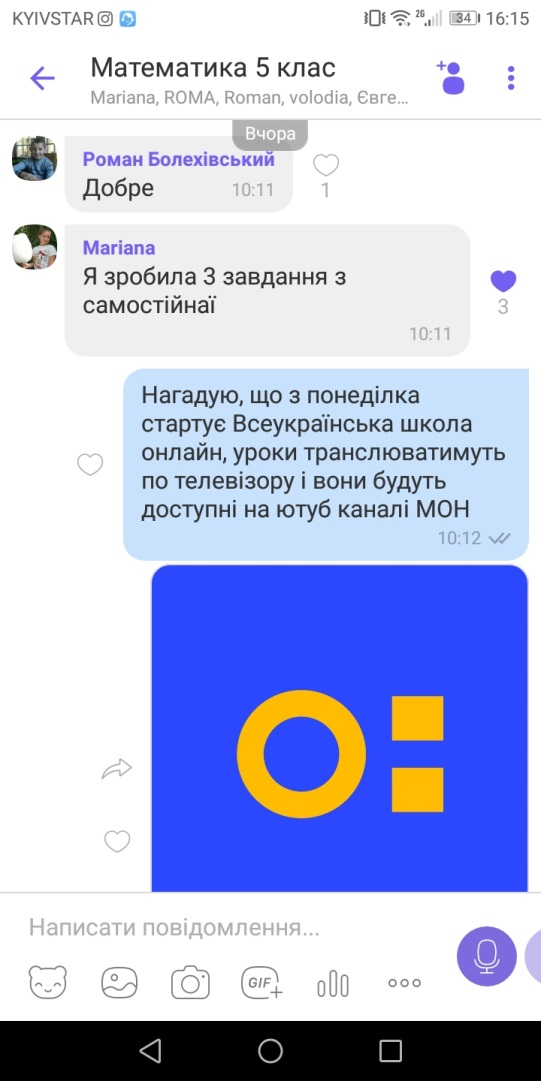 KYIVSTAR 2G 34 16:15
Математика 5 клас
Mariana, ROMA, Roman, volodia, Євге...
Вчора
Роман Болехівський
Добре 10:11
1
Mariana
Я зробила 3 завдання з
самостійнаї
3
10:11
Нагадую, що з понеділка
стартує Всеукраїнська школа
онлайн, уроки транслюватимуть
по телевізору і вони будуть
доступні на ютуб каналі МОН
10:12
Написати повідомлення...
GIF